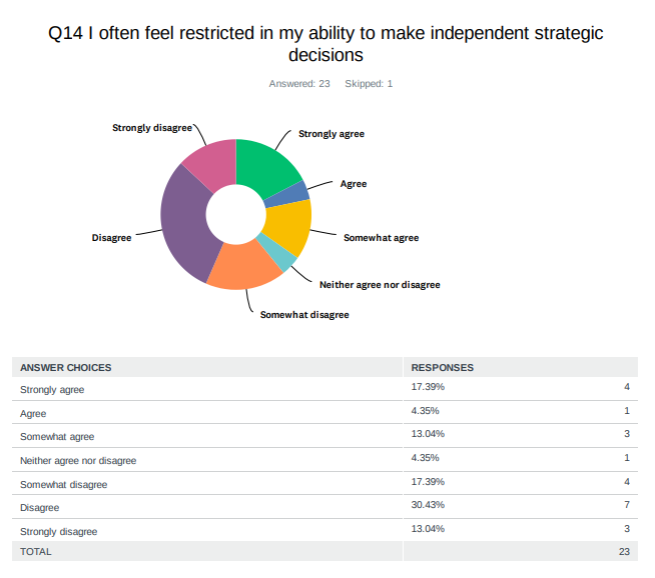 Q14 I often feel restricted in my ability to make independent strategic
decisions
Answered: 23 Skipped: 1
Strongly disagree
Strongly agree
Agree
Disagree
Somewhat agree
Neither agree nor disagree
Somewhat disagree
ANSWER CHOICES RESPONSES
Strongly agree 17.39% 4
Agree 4.35% 1
Somewhat agree 13.04% 3
Neither agree nor disagree 4.35% 1
Somewhat disagree 17.39% 4
Disagree 30.43% 7
Strongly disagree 13.04% 3
TOTAL 23